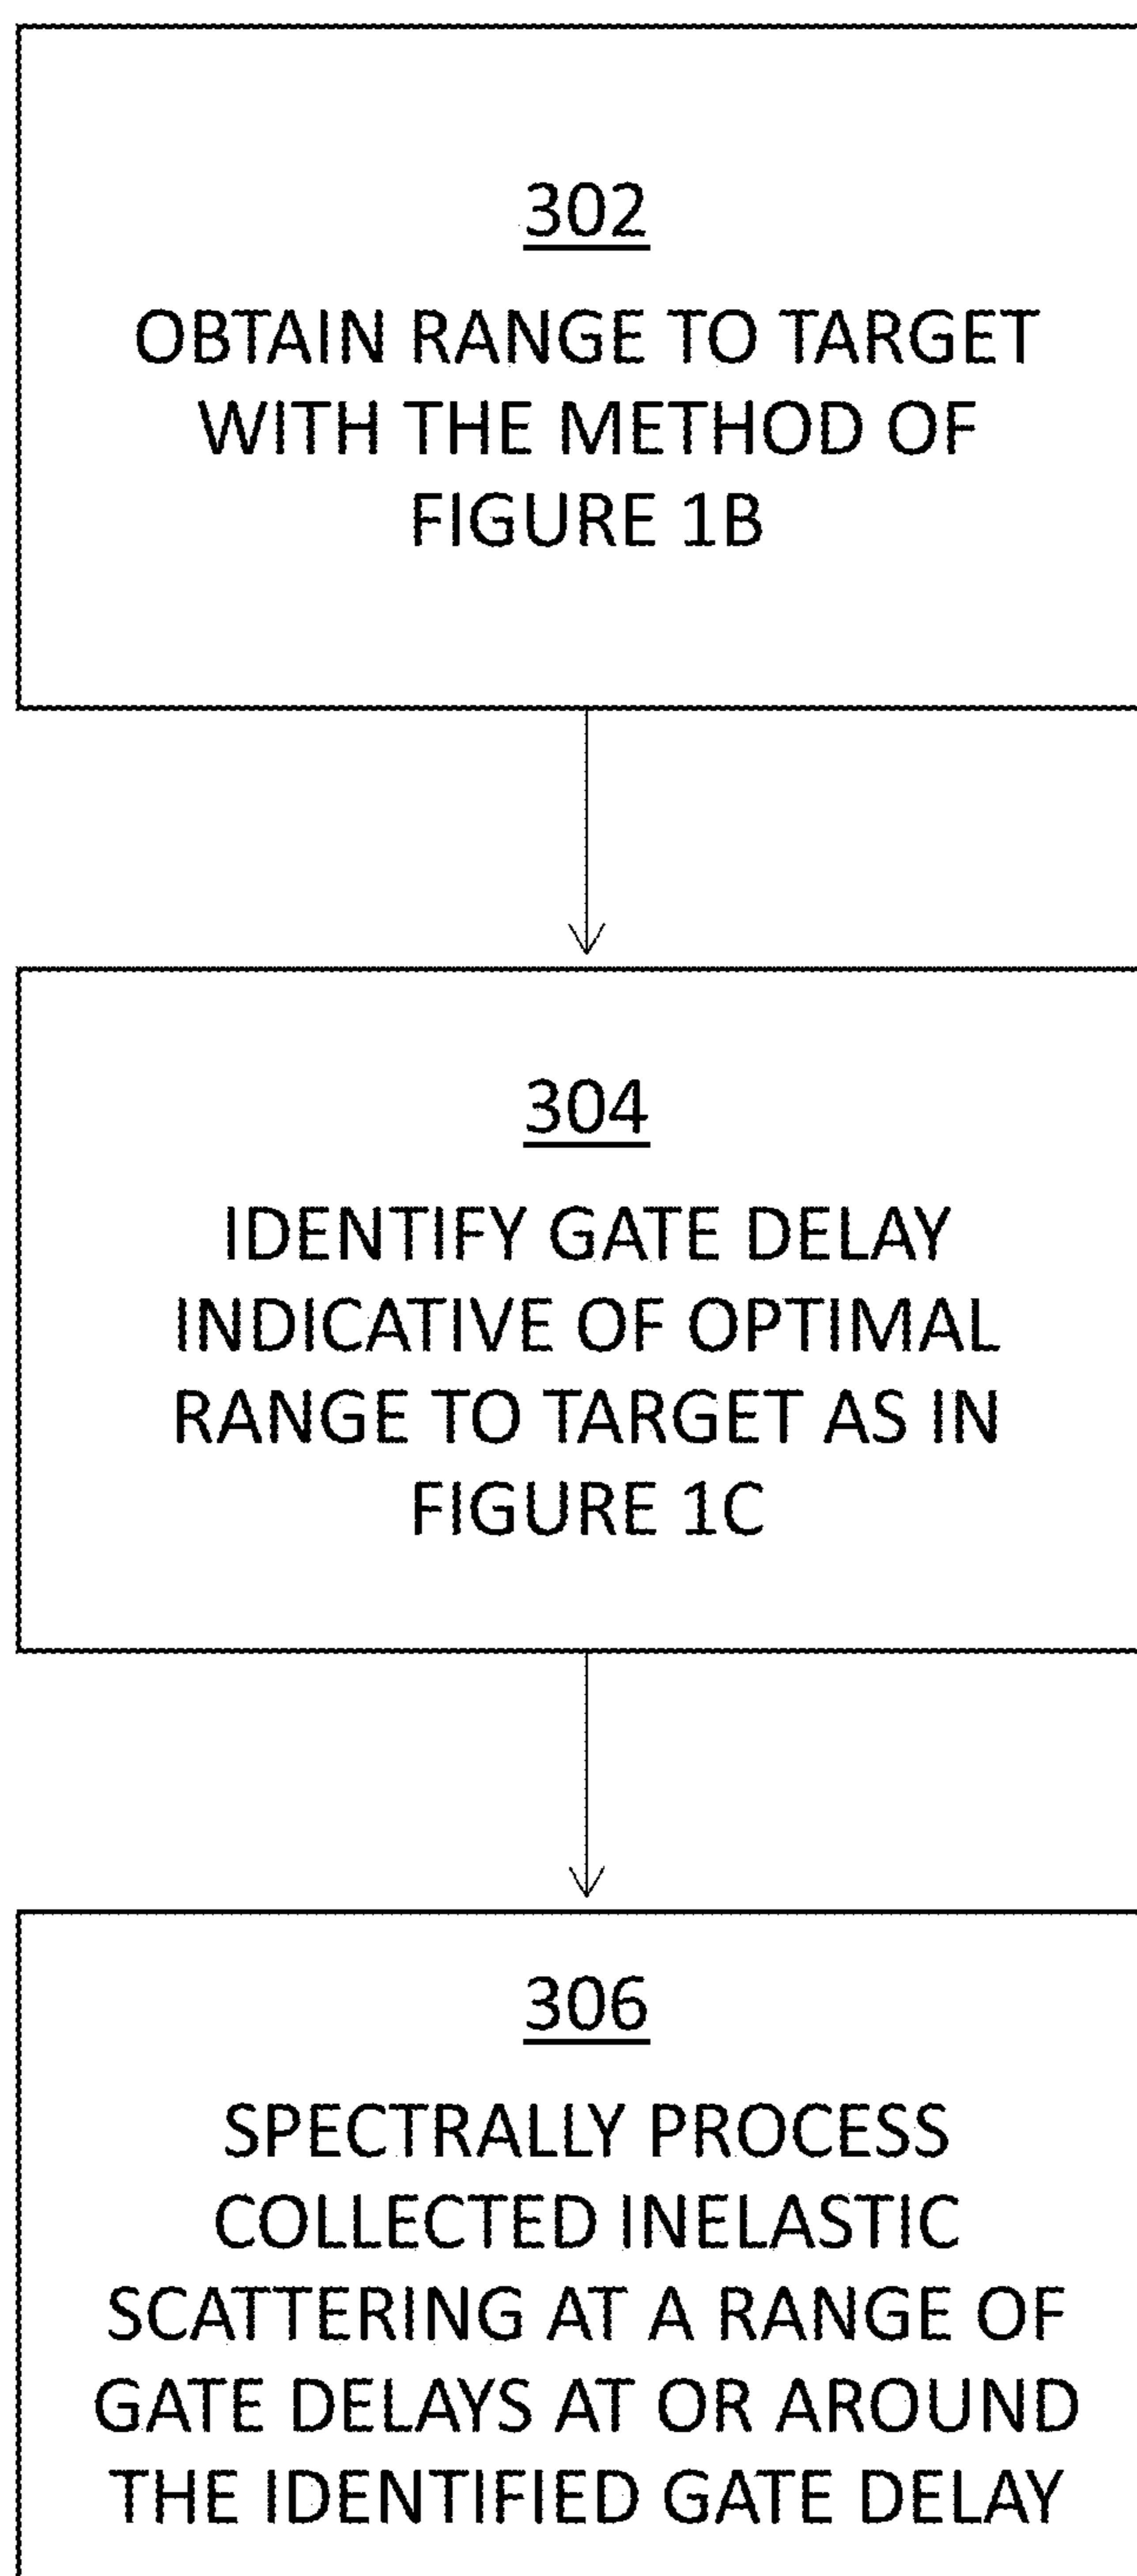 302
OBTAIN RANGE TO TARGET
WITH THE METHOD OF
FIGURE 1B
304
IDENTIFY GATE DELAY
INDICATIVE OF OPTIMAL
RANGE TO TARGET AS IN
FIGURE 1C
306
SPECTRALLY PROCESS
COLLECTED INELASTIC
SCATTERING AT A RANGE OF
GATE DELAYS AT OR AROUND
THE IDENTIFIED GATE DELAY